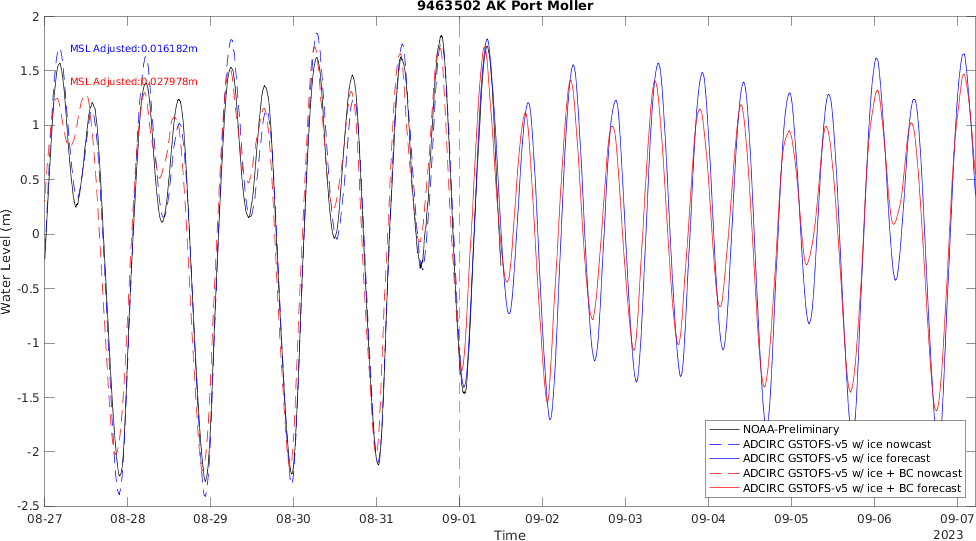 9463502 AK Port Moller
MSL Adjusted:0.016182m
MSL Adjusted:0.027978m
Water Level (m)
2
1.5
1
0.5
0
-0.5
-1
-1.5
-2
-2.5
NOAA-Preliminary
ADCIRC GSTOFS-v5 w/ ice nowcast
ADCIRC GSTOFS-v5 w/ ice forecast
ADCIRC GSTOFS-v5 w/ ice + BC nowcast
ADCIRC GSTOFS-v5 w/ ice + BC forecast
08-27 08-28 08-29 08-30 08-31 09-01 09-02 09-03 09-04 09-05 09-06 09-07
Time
2023